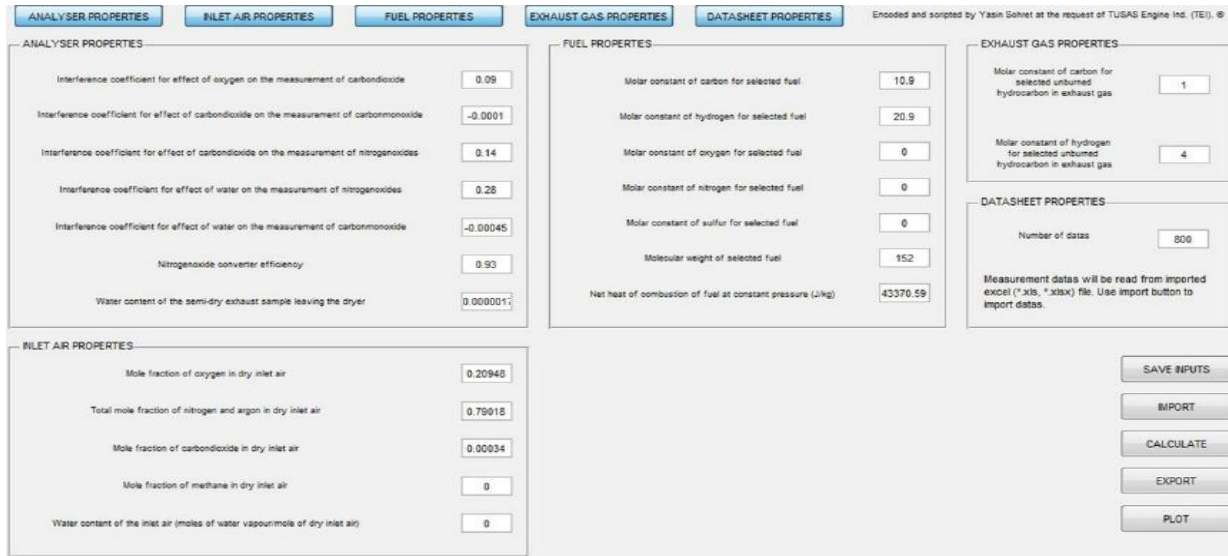 ANALYSER PROPERTIES
INLET AIR PROPERTIES
FUEL PROPERTIES
EXHAUST GAS PROPERTIES
DATASHEET PROPERTIES
Encoded and scripted by Yasin Sohret at the request of TUSAS Engine Ind. (TEI). ©
ANALYSER PROPERTIES
Interference coefficient for effect of oxygen on the measurement of carbondioxide 0.09
Interference coefficient for effect of carbondioxide on the measurement of carbonmonoxide -0.0001
Interference coefficient for effect of carbondioxide on the measurement of nitrogenoxides 0.14
Interference coefficient for effect of water on the measurement of nitrogenoxides 0.28
Interference coefficient for effect of water on the measurement of carbonmonoxide -0.00045
Nitrogenoxide converter efficiency 0.93
Water content of the semi-dry exhaust sample leaving the dryer 0.0000017
FUEL PROPERTIES
Molar constant of carbon for selected fuel 10.9
Molar constant of hydrogen for selected fuel 20.9
Molar constant of oxygen for selected fuel 0
Molar constant of nitrogen for selected fuel 0
Molar constant of sulfur for selected fuel 0
Molecular weight of selected fuel 152
Net heat of combustion of fuel at constant pressure (J/kg) 43370.59
EXHAUST GAS PROPERTIES
Molar constant of carbon for
selected unburned
hydrocarbon in exhaust gas
1
Molar constant of hydrogen
for selected unburned
hydrocarbon in exhaust gas
4
DATASHEET PROPERTIES
Number of datas 800
Measurement datas will be read from imported
excel (*.xls, *.xlsx) file. Use import button to
import datas.
INLET AIR PROPERTIES
Mole fraction of oxygen in dry inlet air 0.20948
Total mole fraction of nitrogen and argon in dry inlet air 0.79018
Mole fraction of carbondioxide in dry inlet air 0.00034
Mole fraction of methane in dry inlet air 0
Water content of the inlet air (moles of water vapour/mole of dry inlet air) 0
SAVE INPUTS
IMPORT
CALCULATE
EXPORT
PLOT